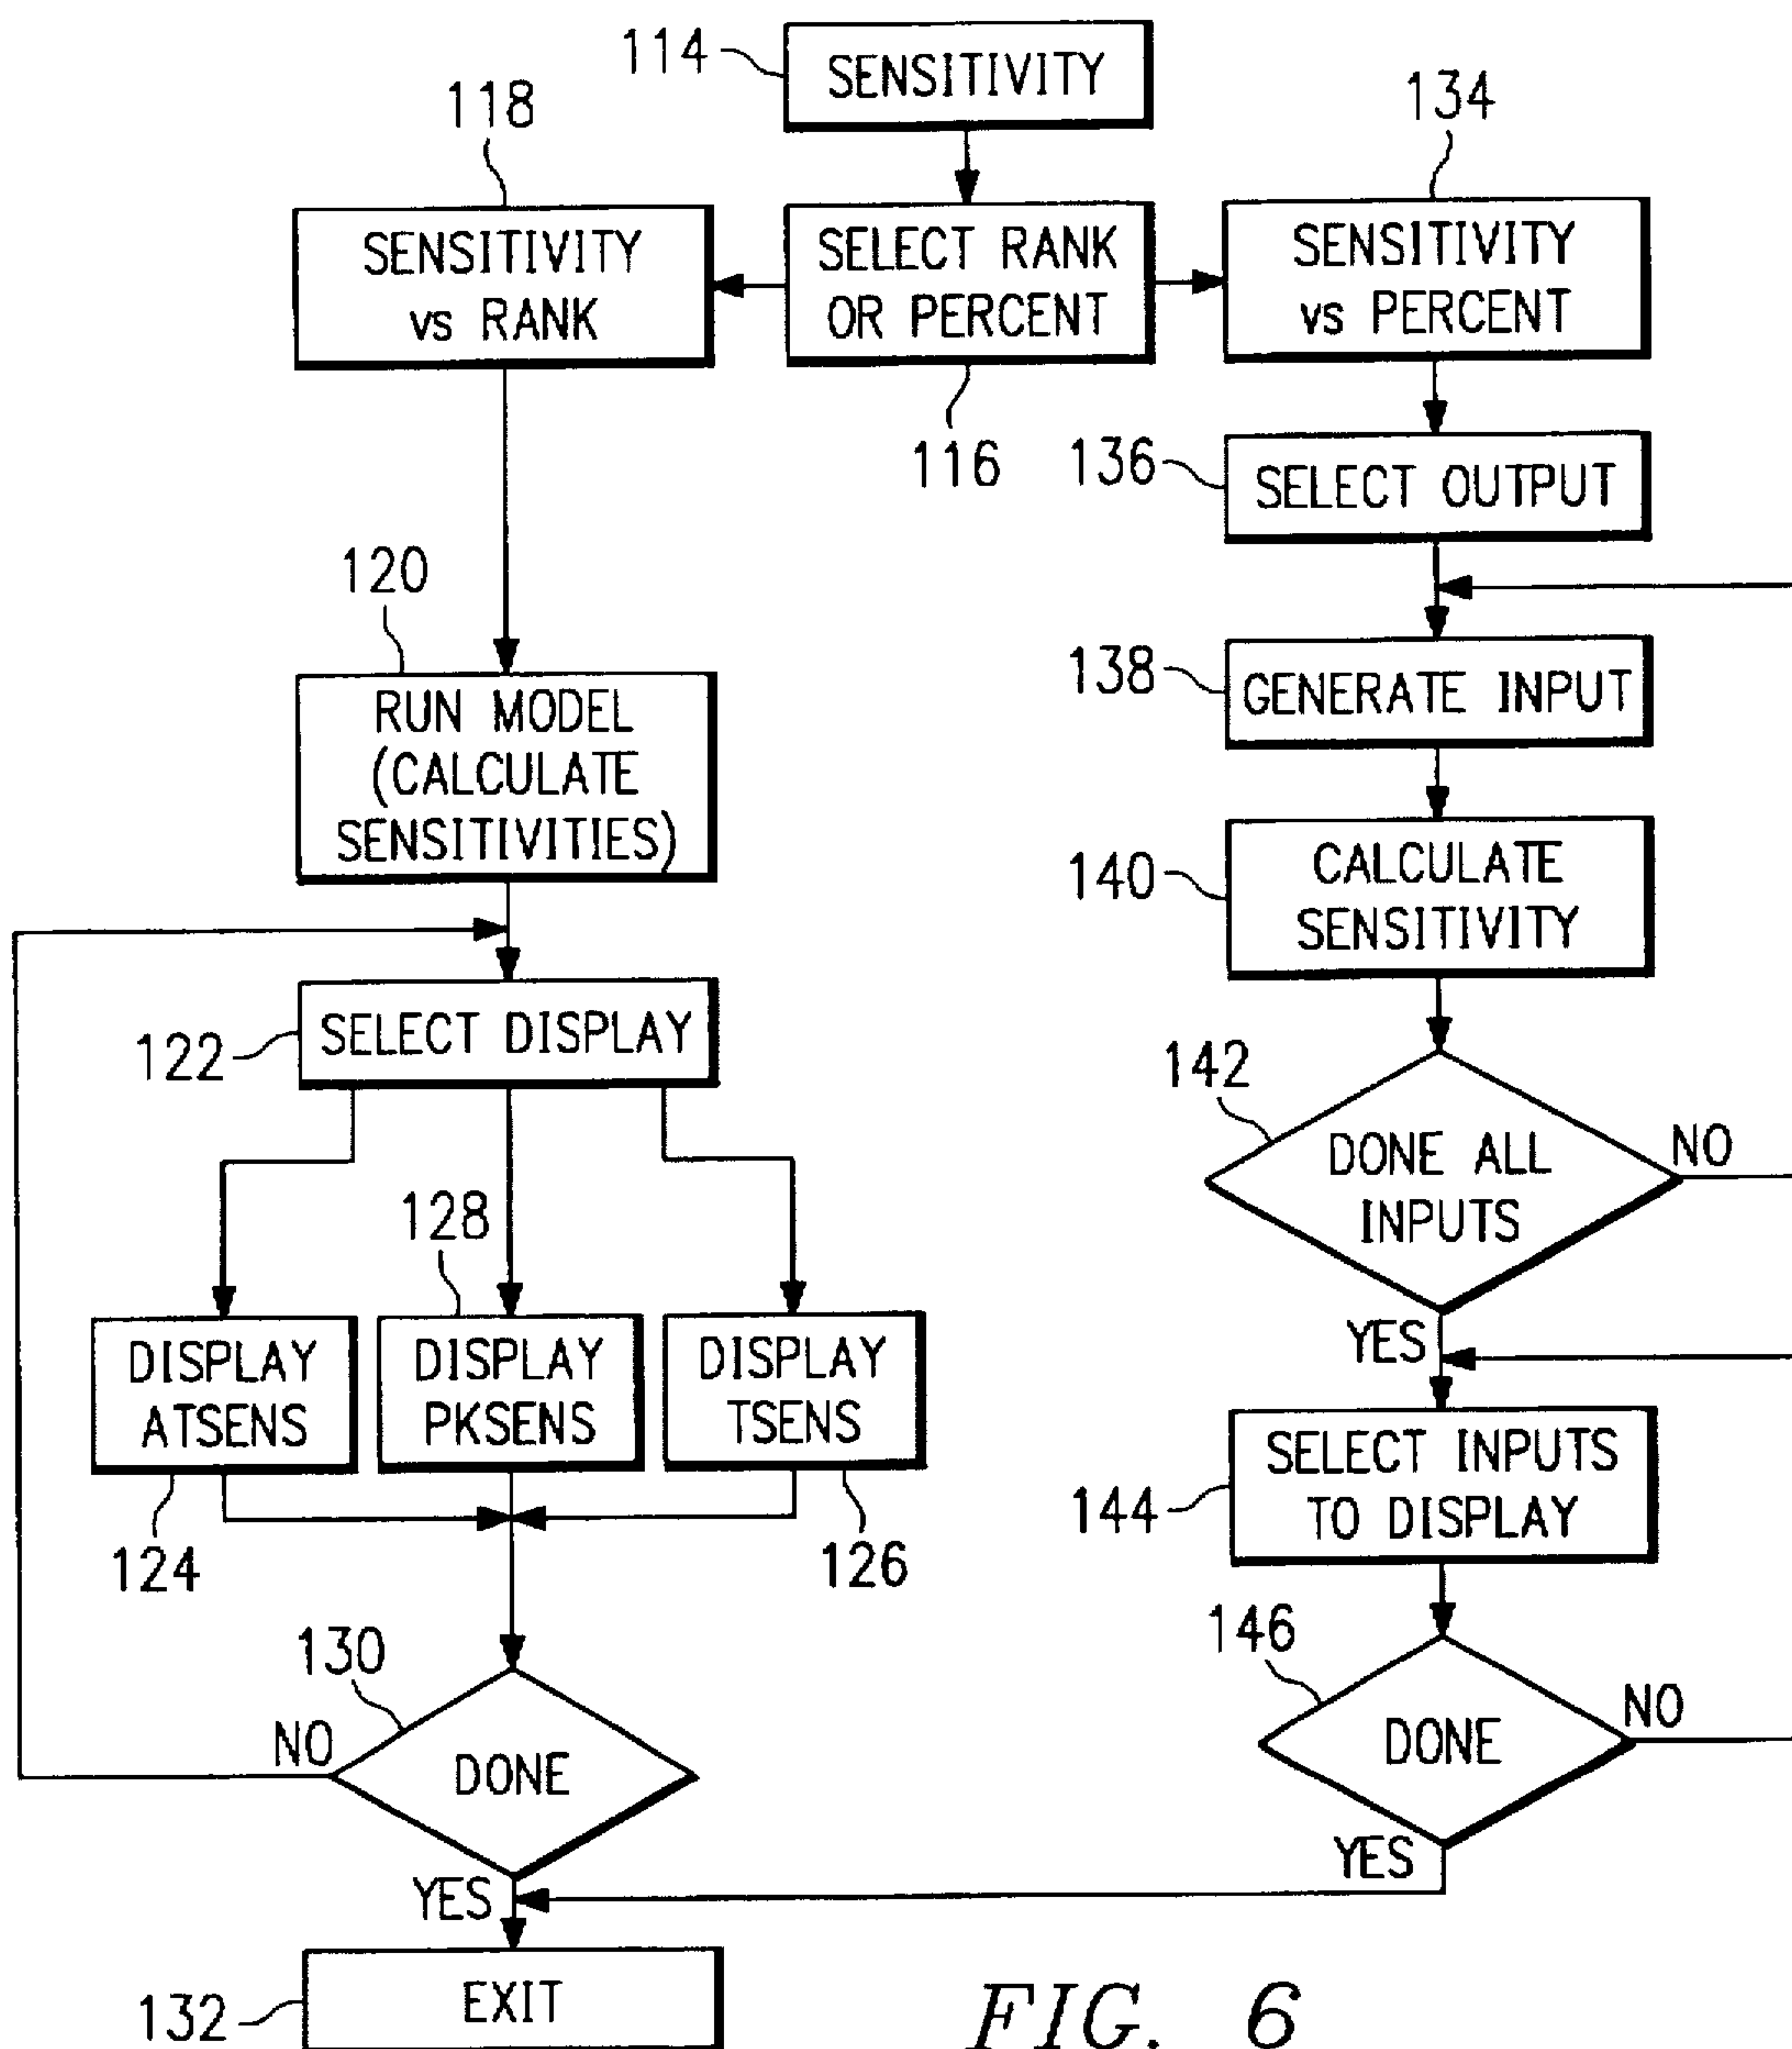 114
SENSITIVITY
118
134
SENSITIVITY
vs RANK
SELECT RANK
OR PERCENT
SENSITIVITY
vs PERCENT
116
136
SELECT OUTPUT
120
RUN MODEL
(CALCULATE
SENSITIVITIES)
138
GENERATE INPUT
140
CALCULATE
SENSITIVITY
122
SELECT DISPLAY
142
DONE ALL
INPUTS
NO
YES
128
DISPLAY
ATSENS
DISPLAY
PKSENS
DISPLAY
TSENS
124
126
144
SELECT INPUTS
TO DISPLAY
130
NO
DONE
YES
146
DONE
NO
YES
132
EXIT
FIG. 6